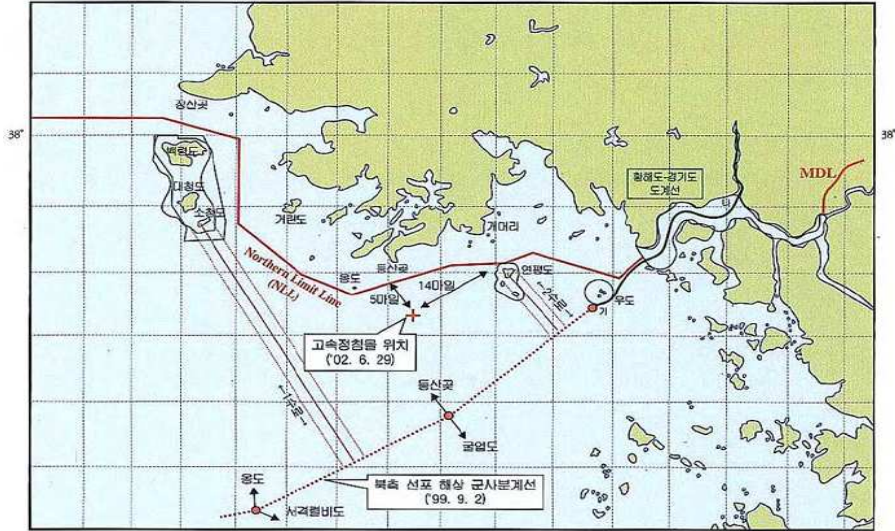 장산곶
38°
38°
백령도
대청도
소청도
황해도-경기도
도계선
MDL
기린도
개머리
Northern Limit Line
(NLL)
옹도
등산곶
연평도
5마일
14마일
←2수로→
우도
고속정침몰 위치
('02. 6. 29)
←1수로→
등산곶
굴업도
북측 선포 해상 군사분계선
('99. 9. 2)
옹도
서격렬비도